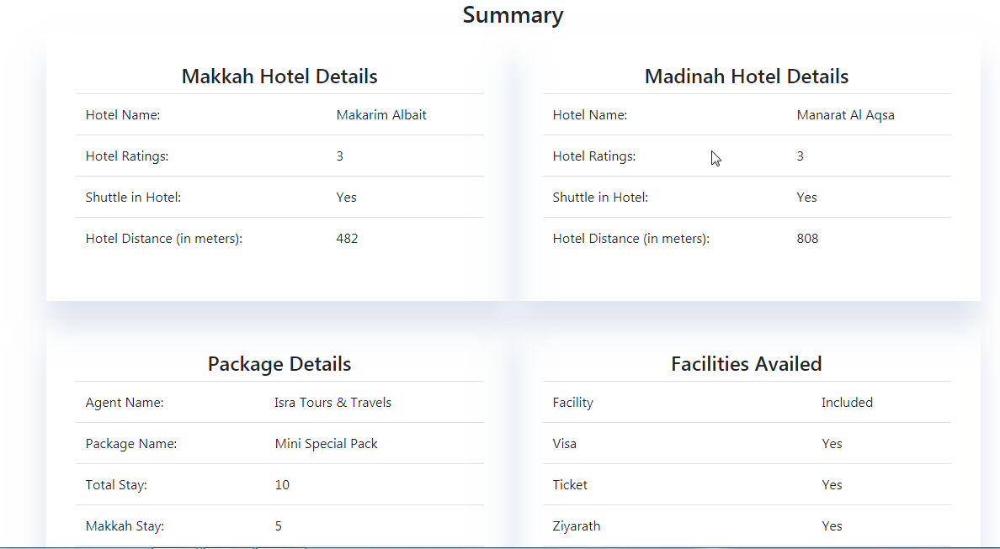 Summary
Makkah Hotel Details
Hotel Name: Makarim Albait
Hotel Ratings: 3
Shuttle in Hotel: Yes
Hotel Distance (in meters): 482
Madinah Hotel Details
Hotel Name: Manarat Al Aqsa
Hotel Ratings: 3
Shuttle in Hotel: Yes
Hotel Distance (in meters): 808
Package Details
Agent Name: Isra Tours & Travels
Package Name: Mini Special Pack
Total Stay: 10
Makkah Stay: 5
Facilities Availed
Facility Included
Visa Yes
Ticket Yes
Ziyarath Yes